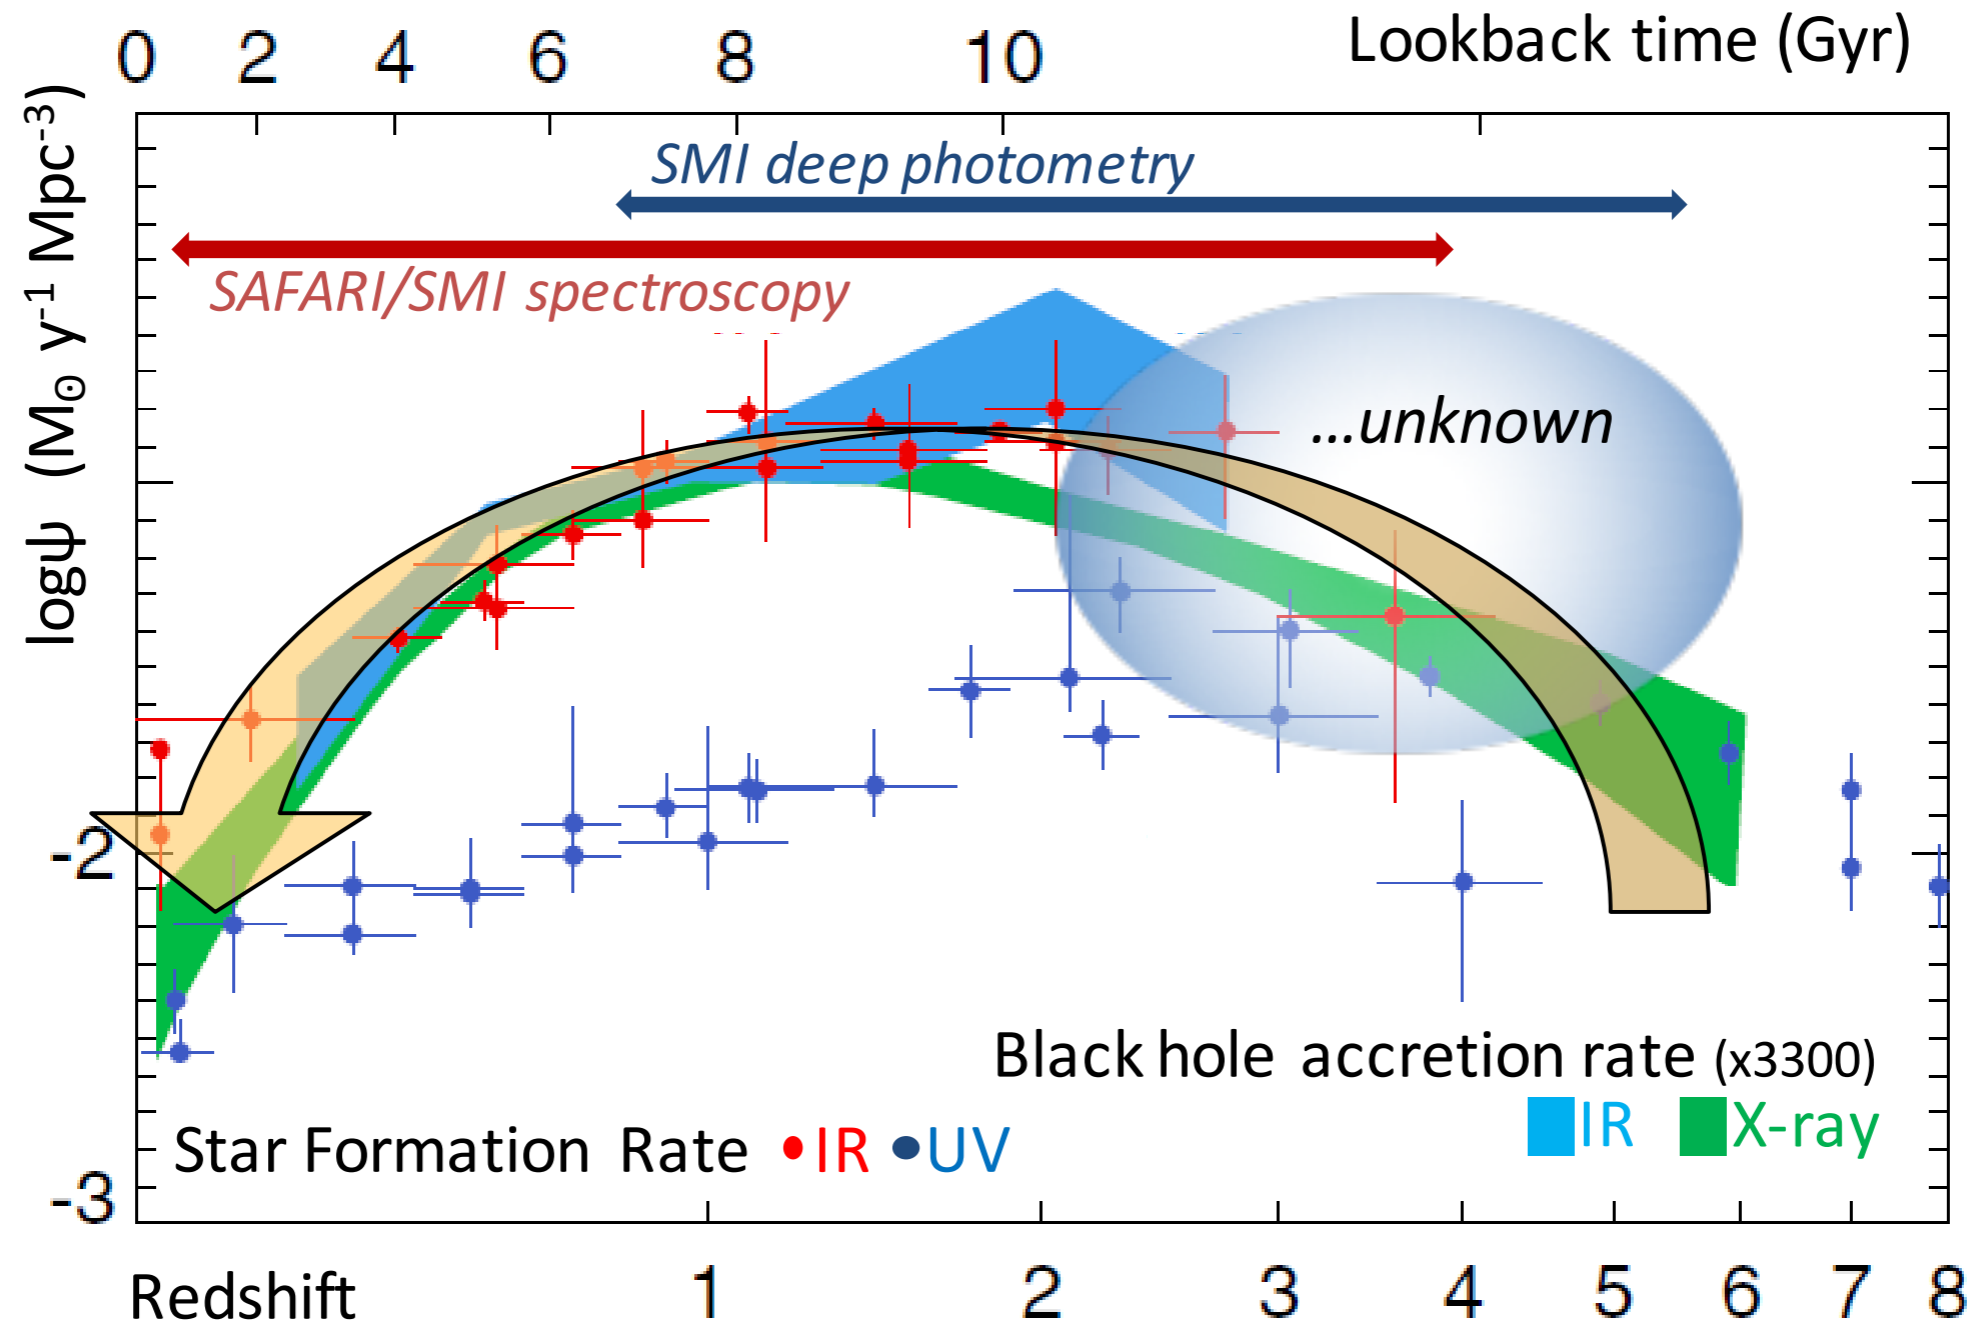 0 2 4 6 8 10 Lookback time (Gyr)
logψ (M⊙ y-1 Mpc-3)
SMI deep photometry
SAFARI/SMI spectroscopy
...unknown
-2
Black hole accretion rate (x3300)
IR X-ray
Star Formation Rate IR UV
-3
Redshift 1 2 3 4 5 6 7 8